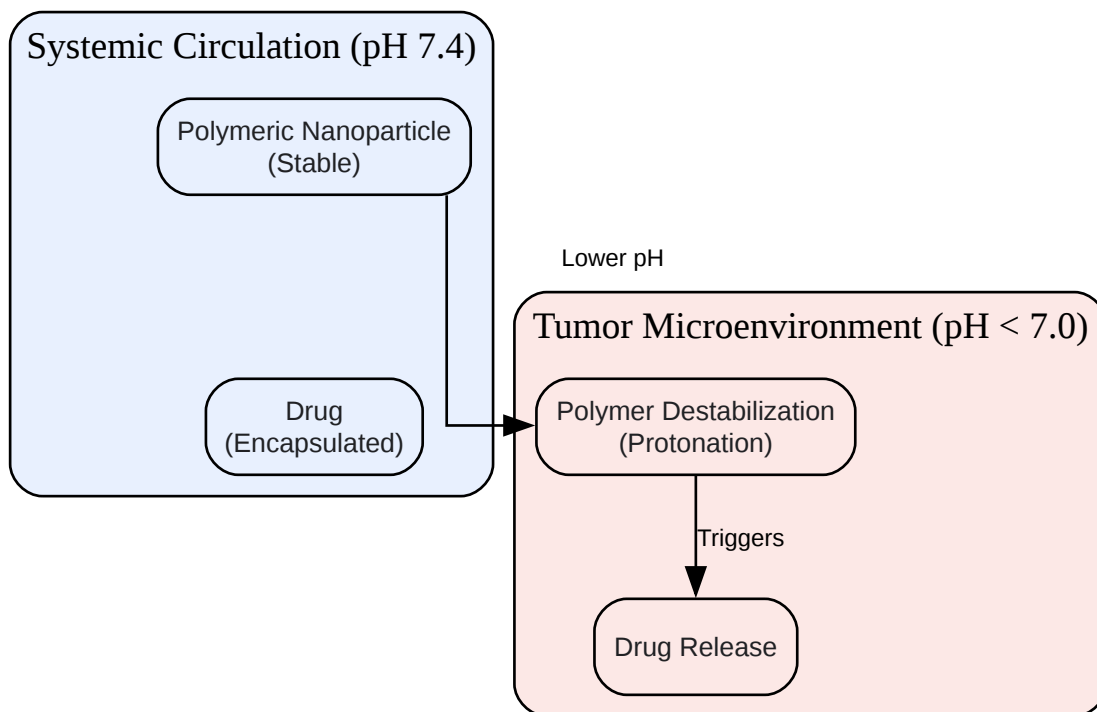 Systemic Circulation (pH 7.4)
Polymeric Nanoparticle
(Stable)
Drug
(Encapsulated)
Lower pH
Tumor Microenvironment (pH < 7.0)
Polymer Destabilization
(Protonation)
Triggers
Drug Release